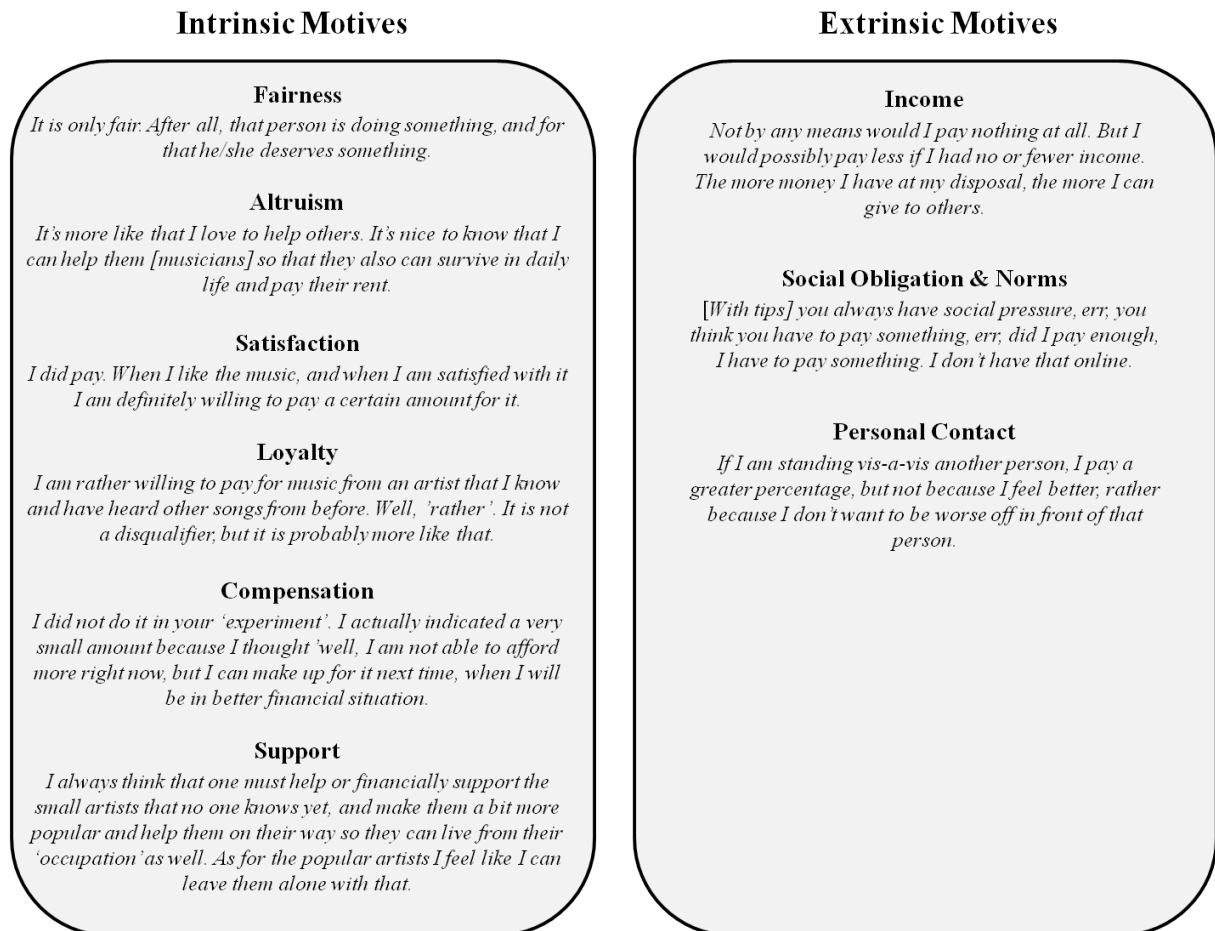 Intrinsic Motives
Fairness
It is only fair. After all, that person is doing something, and for
that he/she deserves something.
Altruism
It's more like that I love to help others. It's nice to know that I
can help them [musicians] so that they also can survive in daily
life and pay their rent.
Satisfaction
I did pay. When I like the music, and when I am satisfied with it
I am definitely willing to pay a certain amount for it.
Loyalty
I am rather willing to pay for music from an artist that I know
and have heard other songs from before. Well, 'rather'. It is not
a disqualifier, but it is probably more like that.
Compensation
I did not do it in your 'experiment'. I actually indicated a very
small amount because I thought 'well, I am not able to afford
more right now, but I can make up for it next time, when I will
be in better financial situation.
Support
I always think that one must help or financially support the
small artists that no one knows yet, and make them a bit more
popular and help them on their way so they can live from their
'occupation' as well. As for the popular artists I feel like I can
leave them alone with that.
Extrinsic Motives
Income
Not by any means would I pay nothing at all. But I
would possibly pay less if I had no or fewer income.
The more money I have at my disposal, the more I can
give to others.
Social Obligation & Norms
[With tips] you always have social pressure, err, you
think you have to pay something, err, did I pay enough,
I have to pay something. I don't have that online.
Personal Contact
If I am standing vis-a-vis another person, I pay a
greater percentage, but not because I feel better, rather
because I don't want to be worse off in front of that
person.